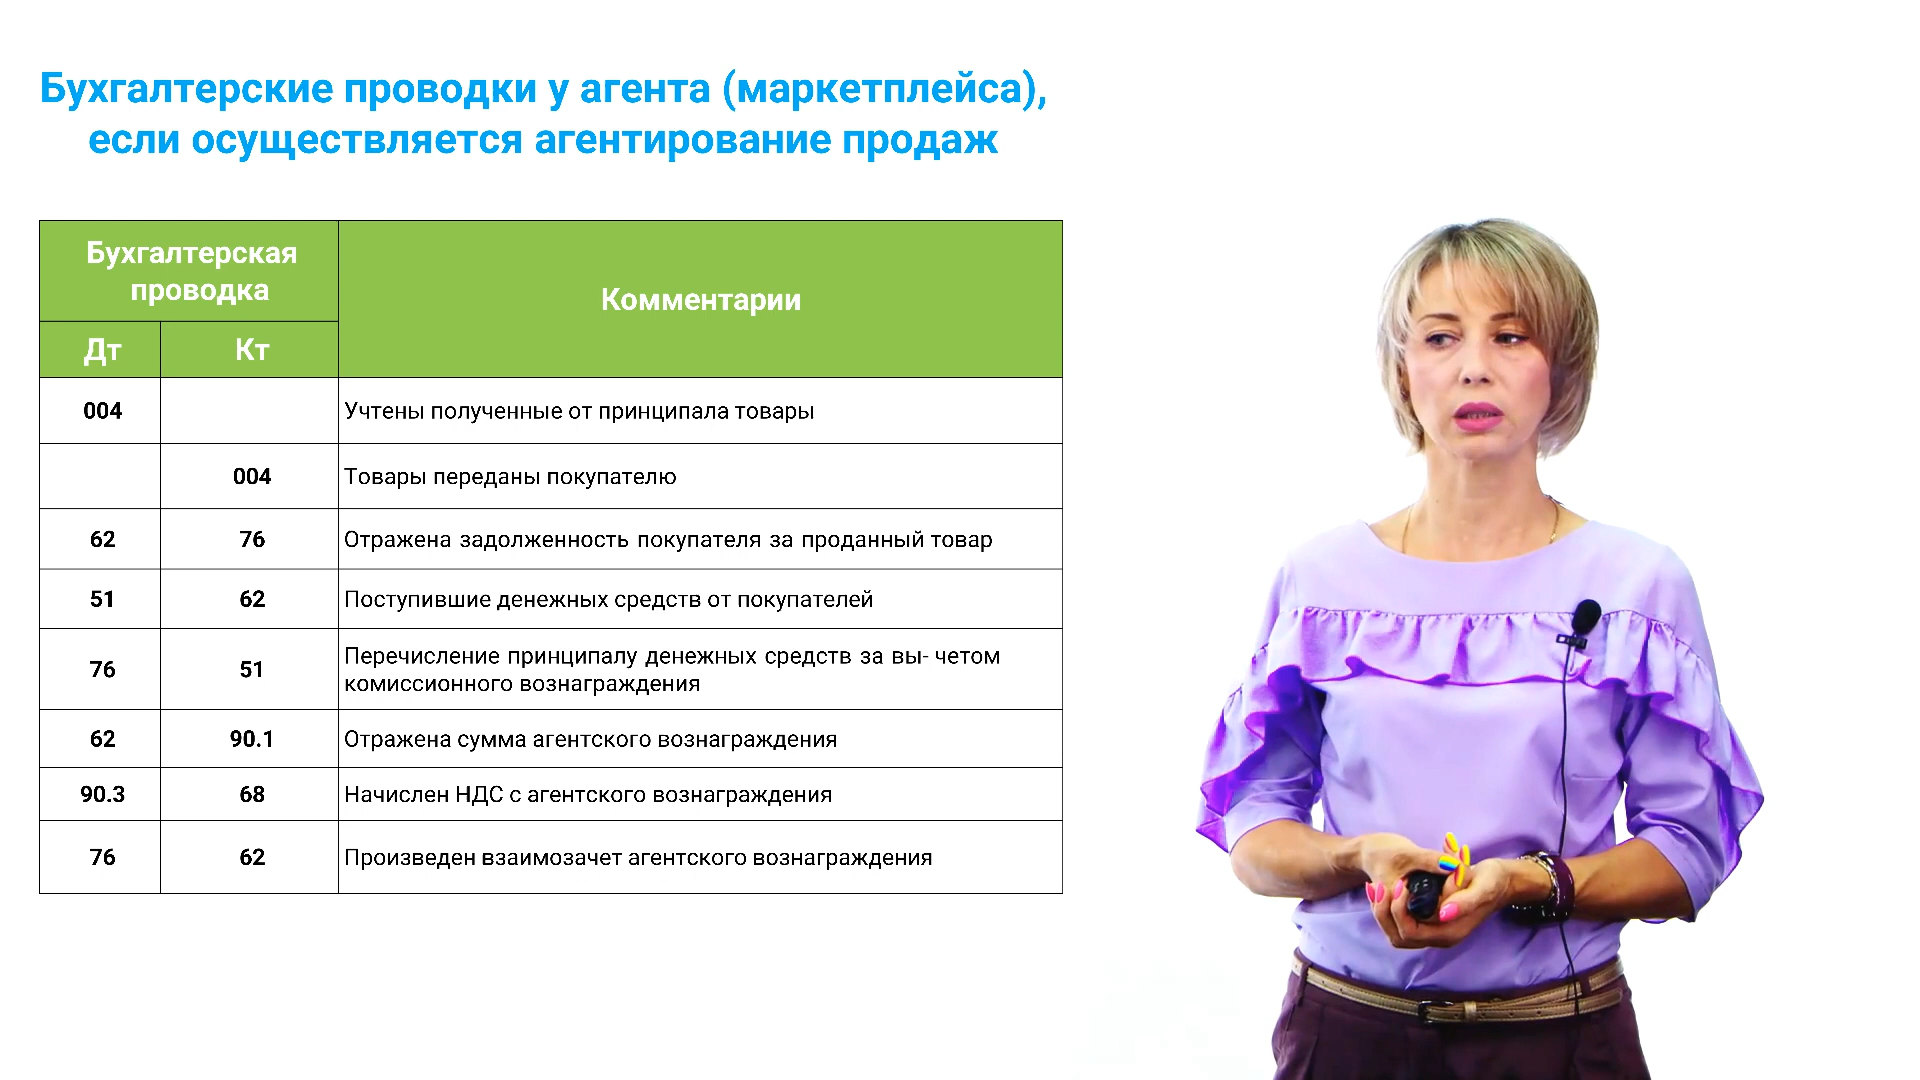 Бухгалтерские проводки у агента (маркетплейса),
если осуществляется агентирование продаж
Бухгалтерская
проводка
Комментарии
Дт Кт
004 Учтены полученные от принципала товары
004 Товары переданы покупателю
62 76 Отражена задолженность покупателя за проданный товар
51 62 Поступившие денежных средств от покупателей
76 51 Перечисление принципалу денежных средств за вы- четом
комиссионного вознаграждения
62 90.1 Отражена сумма агентского вознаграждения
90.3 68 Начислен НДС с агентского вознаграждения
76 62 Произведен взаимозачет агентского вознаграждения